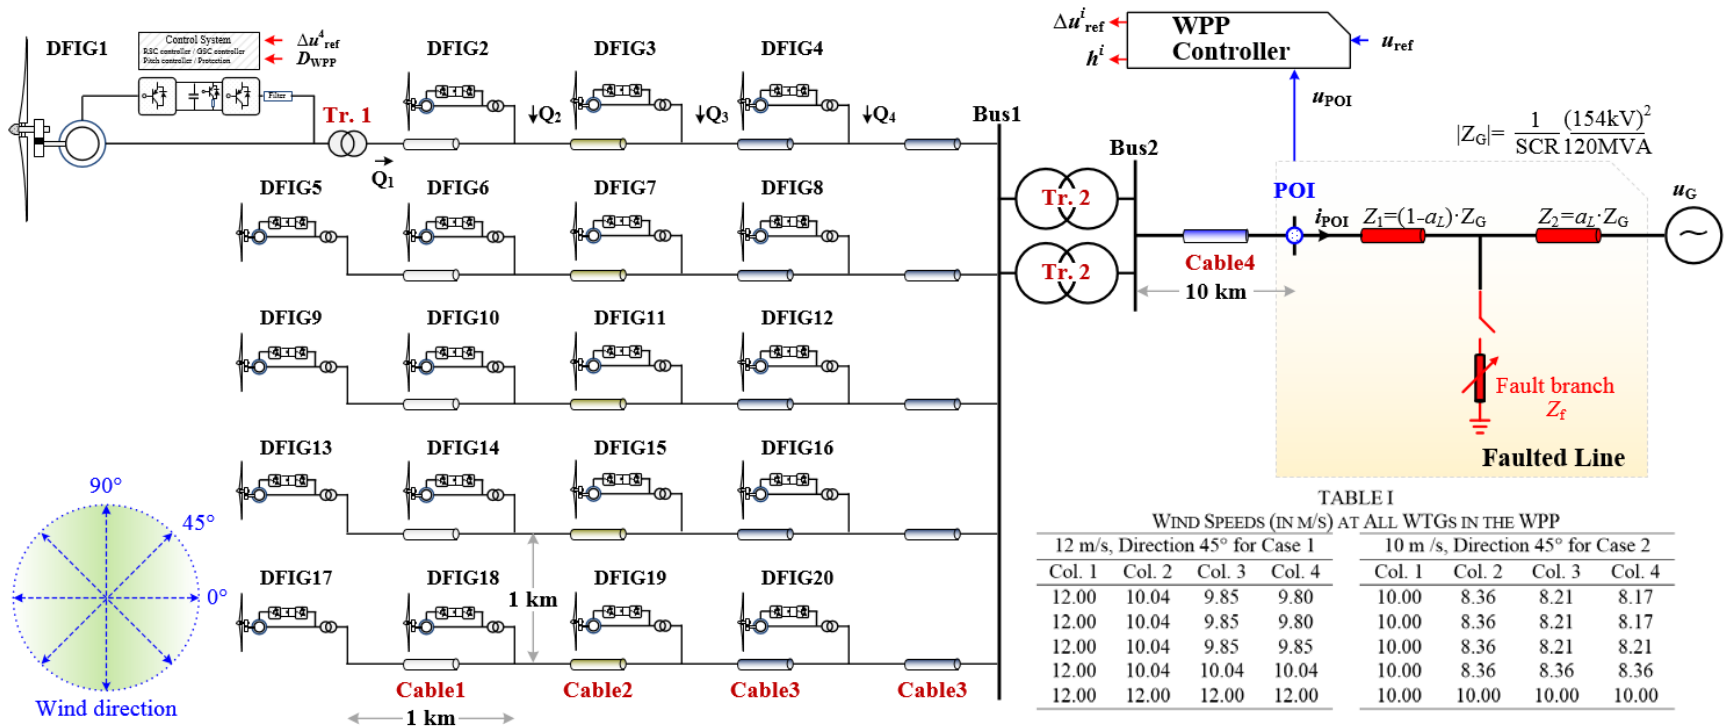 DFIG1
Control System
RSC controller / GSC controller
Pitch controller / Protection
Δu⁴ref
DWPP
Filter
Tr. 1
Q1
DFIG2
DFIG3
DFIG4
Q2
Q3
Q4
Bus1
DFIG5
DFIG6
DFIG7
DFIG8
DFIG9
DFIG10
DFIG11
DFIG12
DFIG13
DFIG14
DFIG15
DFIG16
DFIG17
DFIG18
DFIG19
DFIG20
1 km
Cable1
Cable2
Cable3
Cable3
1 km
90°
45°
0°
Wind direction
Tr. 2
Tr. 2
Bus2
Cable4
10 km
Δuⁱref
hⁱ
WPP
Controller
uref
uPOI
|ZG|= 1/SCR (154kV)²/120MVA
POI
iPOI
Z1=(1-aL)·ZG
Z2=aL·ZG
uG
~
Fault branch
Zf
Faulted Line
TABLE I
WIND SPEEDS (IN M/S) AT ALL WTGS IN THE WPP
12 m/s, Direction 45° for Case 1 10 m /s, Direction 45° for Case 2
Col. 1 Col. 2 Col. 3 Col. 4 Col. 1 Col. 2 Col. 3 Col. 4
12.00 10.04 9.85 9.80 10.00 8.36 8.21 8.17
12.00 10.04 9.85 9.80 10.00 8.36 8.21 8.17
12.00 10.04 9.85 9.85 10.00 8.36 8.21 8.21
12.00 10.04 10.04 10.04 10.00 8.36 8.36 8.36
12.00 12.00 12.00 12.00 10.00 10.00 10.00 10.00